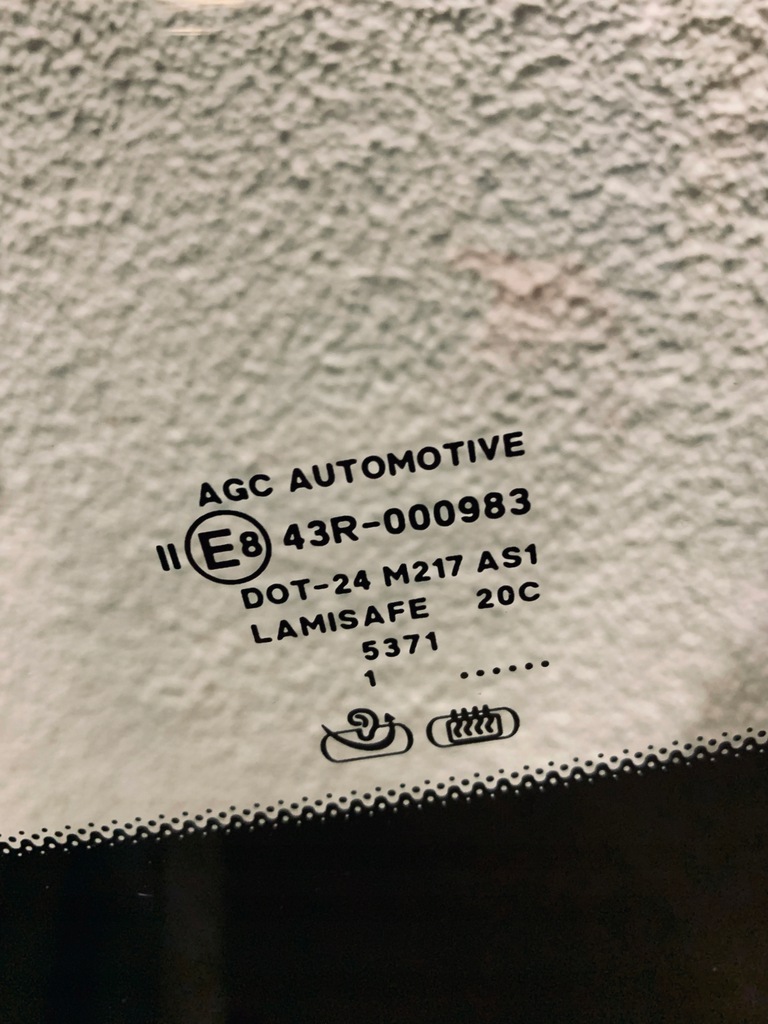 AGC AUTOMOTIVE
II E8 43R-000983
DOT-24 M217 AS1
LAMISAFE 20C
5371
1 ......